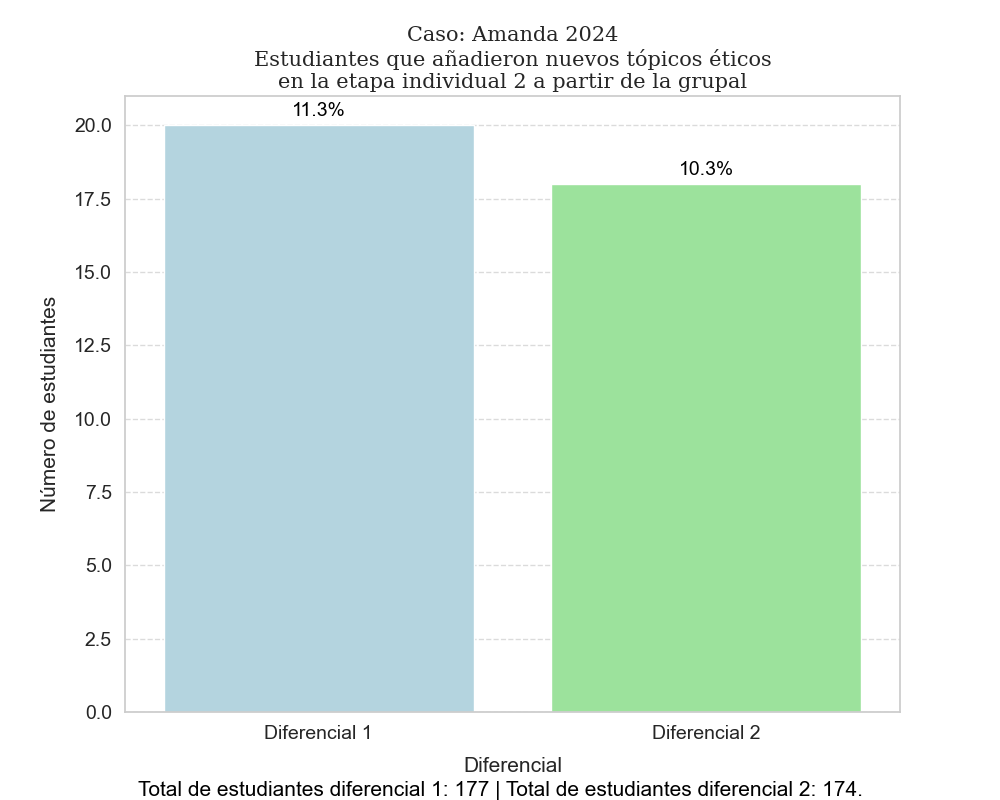 Caso: Amanda 2024
Estudiantes que añadieron nuevos tópicos éticos
en la etapa individual 2 a partir de la grupal
11.3%
10.3%
20.0
17.5
15.0
12.5
10.0
7.5
5.0
2.5
0.0
Número de estudiantes
Diferencial 1
Diferencial 2
Diferencial
Total de estudiantes diferencial 1: 177 | Total de estudiantes diferencial 2: 174.